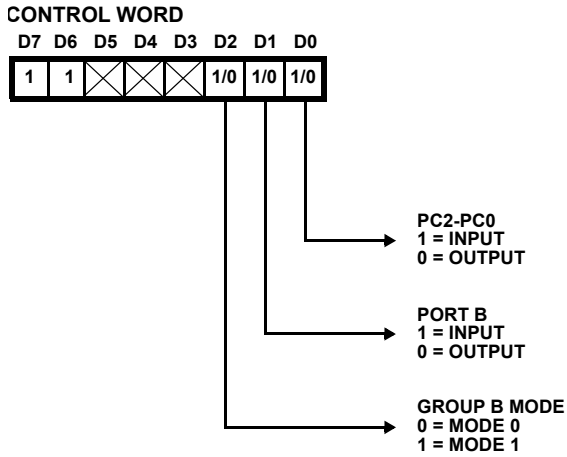 CONTROL WORD
D7 D6 D5 D4 D3 D2 D1 D0
1 1 1/0 1/0 1/0
PC2-PC0
1 = INPUT
0 = OUTPUT
PORT B
1 = INPUT
0 = OUTPUT
GROUP B MODE
0 = MODE 0
1 = MODE 1